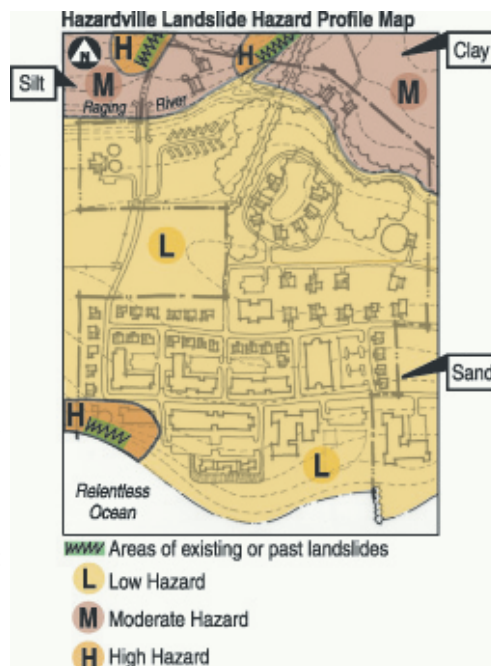 Hazardville Landslide Hazard Profile Map
N
H
H
Clay
Silt
M
M
Raging River
L
Sand
H
L
Relentless
Ocean
Areas of existing or past landslides
L Low Hazard
M Moderate Hazard
H High Hazard